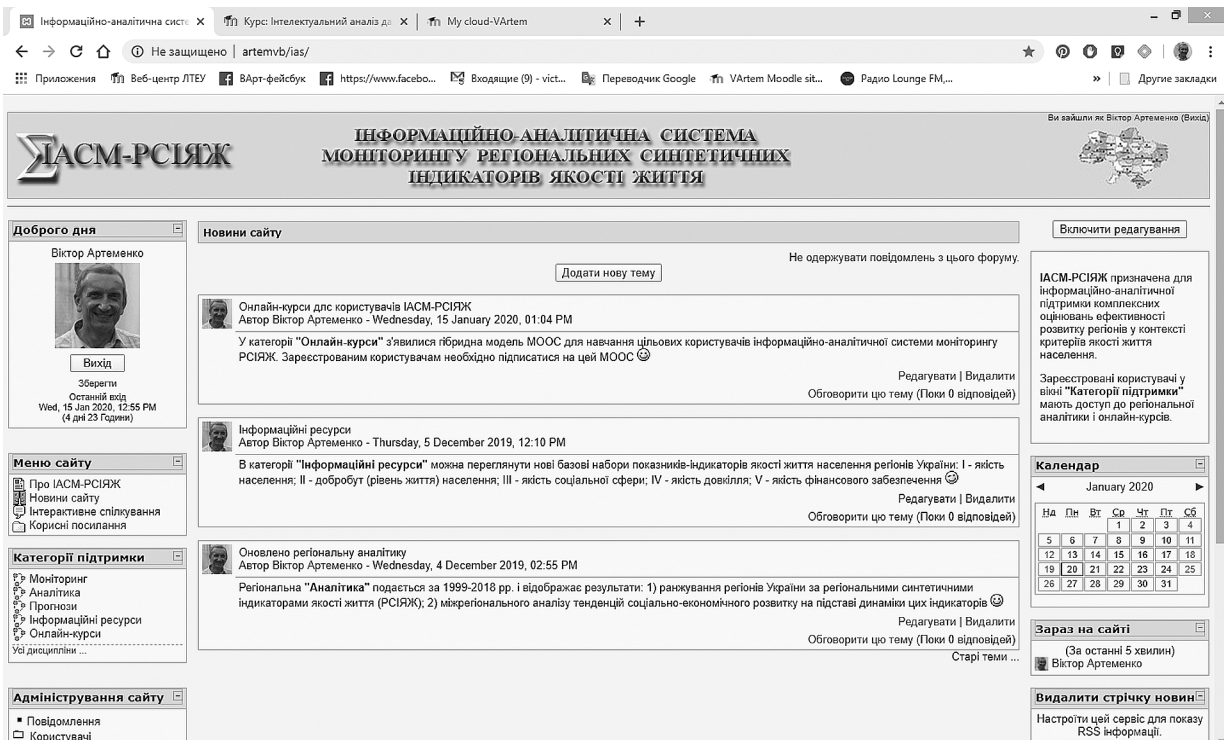 Інформаційно-аналітична систе
Курс: Інтелектуальний аналіз да
My cloud-VArtem
Не защищено | artemvb/ias/
Приложения
Веб-центр ЛТЕУ
ВАрт-фейсбук
https://www.facebo...
Входящие (9) - vict...
Переводчик Google
VArtem Moodle sit...
Радио Lounge FM,...
»
Другие закладки
ІАСМ-РСІЯЖ
ІНФОРМАЦІЙНО-АНАЛІТИЧНА СИСТЕМА
МОНІТОРИНГУ РЕГІОНАЛЬНИХ СИНТЕТИЧНИХ
ІНДИКАТОРІВ ЯКОСТІ ЖИТТЯ
Ви зайшли як Віктор Артеменко (Вихід)
Доброго дня
Віктор Артеменко
Вихід
Зберегти
Останній вхід
Wed, 15 Jan 2020, 12:55 PM
(4 дні 23 Години)
Меню сайту
Про ІАСМ-РСІЯЖ
Новини сайту
Інтерактивне спілкування
Корисні посилання
Категорії підтримки
Моніторинг
Аналітика
Прогнози
Інформаційні ресурси
Онлайн-курси
Усі дисципліни ...
Адміністрування сайту
Повідомлення
Користувачі
Новини сайту
Не одержувати повідомлень з цього форуму.
Додати нову тему
Онлайн-курси длс користувачів ІАСМ-РСІЯЖ
Автор Віктор Артеменко - Wednesday, 15 January 2020, 01:04 PM
У категорії "Онлайн-курси" з'явилися гібридна модель МООС для навчання цільових користувачів інформаційно-аналітичної системи моніторингу
РСІЯЖ. Зареєстрованим користувачам необхідно підписатися на цей МООС
Редагувати | Видалити
Обговорити цю тему (Поки 0 відповідей)
Інформаційні ресурси
Автор Віктор Артеменко - Thursday, 5 December 2019, 12:10 PM
В категорії "Інформаційні ресурси" можна переглянути нові базові набори показників-індикаторів якості життя населення регіонів України: І - якість
населення; ІІ - добробут (рівень життя) населення; ІІІ - якість соціальної сфери; IV - якість довкілля; V - якість фінансового забезпечення
Редагувати | Видалити
Обговорити цю тему (Поки 0 відповідей)
Оновлено регіональну аналітику
Автор Віктор Артеменко - Wednesday, 4 December 2019, 02:55 PM
Регіональна "Аналітика" подається за 1999-2018 рр. і відображає результати: 1) ранжування регіонів України за регіональними синтетичними
індикаторами якості життя (РСІЯЖ); 2) міжрегіонального аналізу тенденцій соціально-економічного розвитку на підставі динаміки цих індикаторів
Редагувати | Видалити
Обговорити цю тему (Поки 0 відповідей)
Старі теми ...
Включити редагування
ІАСМ-РСІЯЖ призначена для
інформаційно-аналітичної
підтримки комплексних
оцінювань ефективності
розвитку регіонів у контексті
критеріїв якості життя
населення.
Зареєстровані користувачі у
вікні "Категорії підтримки"
мають доступ до регіональної
аналітики і онлайн-курсів.
Календар
January 2020
Нд Пн Вт Ср Чт Пт Сб
1 2 3 4
5 6 7 8 9 10 11
12 13 14 15 16 17 18
19 20 21 22 23 24 25
26 27 28 29 30 31
Зараз на сайті
(За останні 5 хвилин)
Віктор Артеменко
Видалити стрічку новин
Настроїти цей сервіс для показу
RSS інформації.